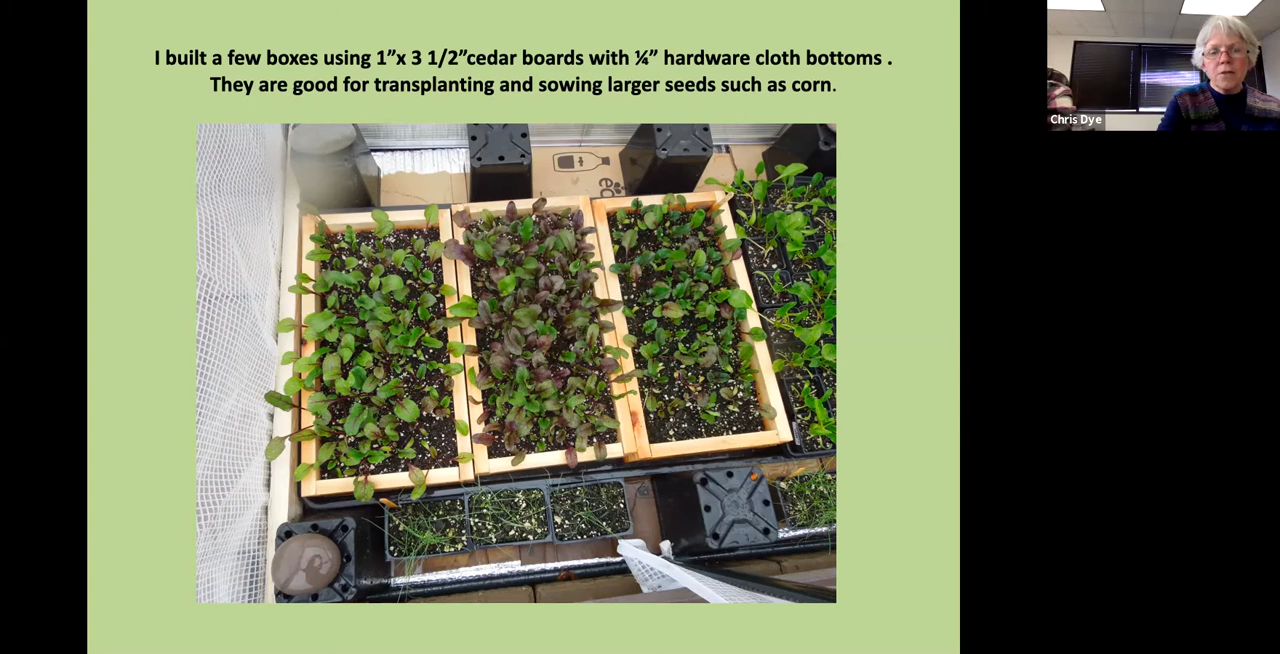 I built a few boxes using 1”x 3 1/2”cedar boards with ¼” hardware cloth bottoms .
They are good for transplanting and sowing larger seeds such as corn.
Chris Dye